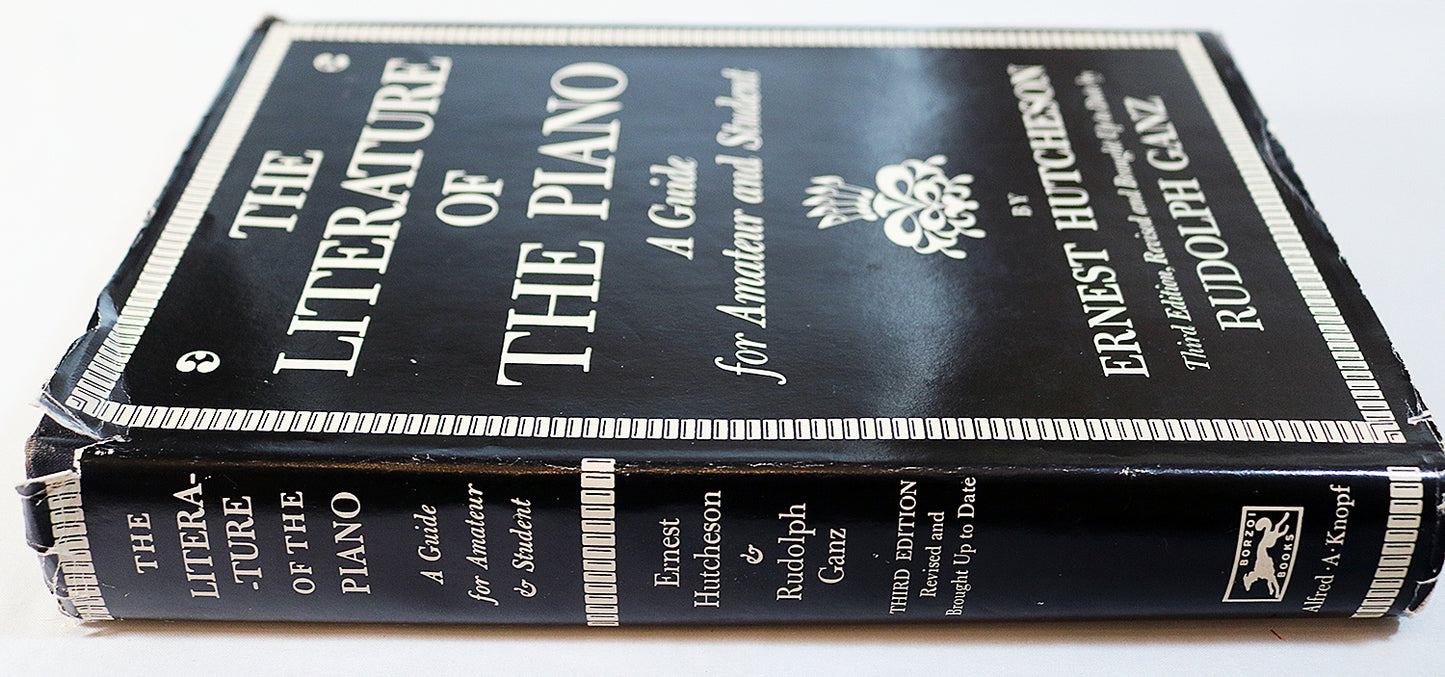 THE
LITERATURE
OF
THE PIANO
A Guide
for Amateur and Student
BY
ERNEST HUTCHESON
Third Edition, Revised and Brought Up to Date by
RUDOLPH GANZ
THE
LITERA-
-TURE
OF THE
PIANO
A Guide
for Amateur
& Student
Ernest
Hutcheson
&
Rudolph
Ganz
THIRD EDITION
Revised and
Brought Up to Date
BORZOI
BOOKS
Alfred · A · Knopf